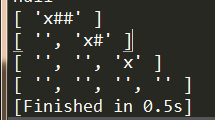 [ 'x##' ]
[ '', 'x#' ]
[ '', '', 'x' ]
[ '', '', '', '' ]
[Finished in 0.5s]